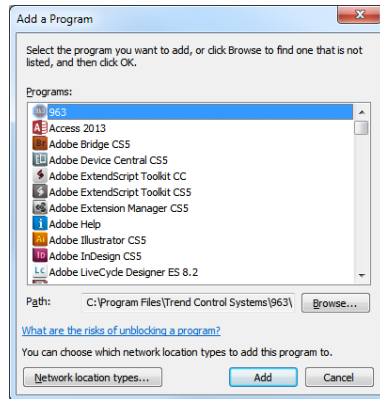 Add a Program
Select the program you want to add, or click Browse to find one that is not
listed, and then click OK.
Programs:
963
Access 2013
Adobe Bridge CS5
Adobe Device Central CS5
Adobe ExtendScript Toolkit CC
Adobe ExtendScript Toolkit CS5
Adobe Extension Manager CS5
Adobe Help
Adobe Illustrator CS5
Adobe InDesign CS5
Adobe LiveCycle Designer ES 8.2
Path: C:\Program Files\Trend Control Systems\963\ Browse...
What are the risks of unblocking a program?
You can choose which network location types to add this program to.
Network location types... Add Cancel